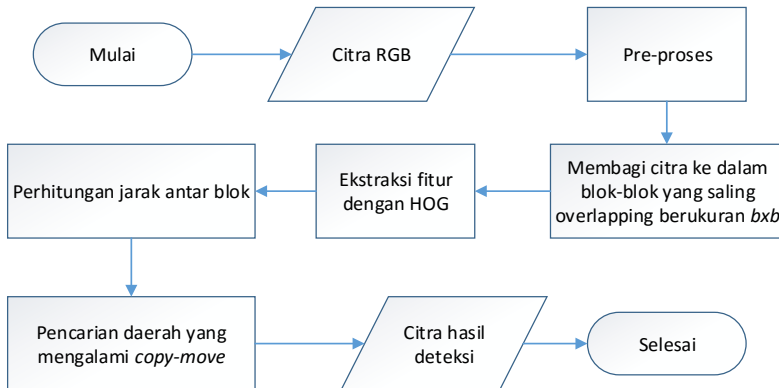 Mulai
Citra RGB
Pre-proses
Membagi citra ke dalam
blok-blok yang saling
overlapping berukuran bxb
Ekstraksi fitur
dengan HOG
Perhitungan jarak antar blok
Pencarian daerah yang
mengalami copy-move
Citra hasil
deteksi
Selesai